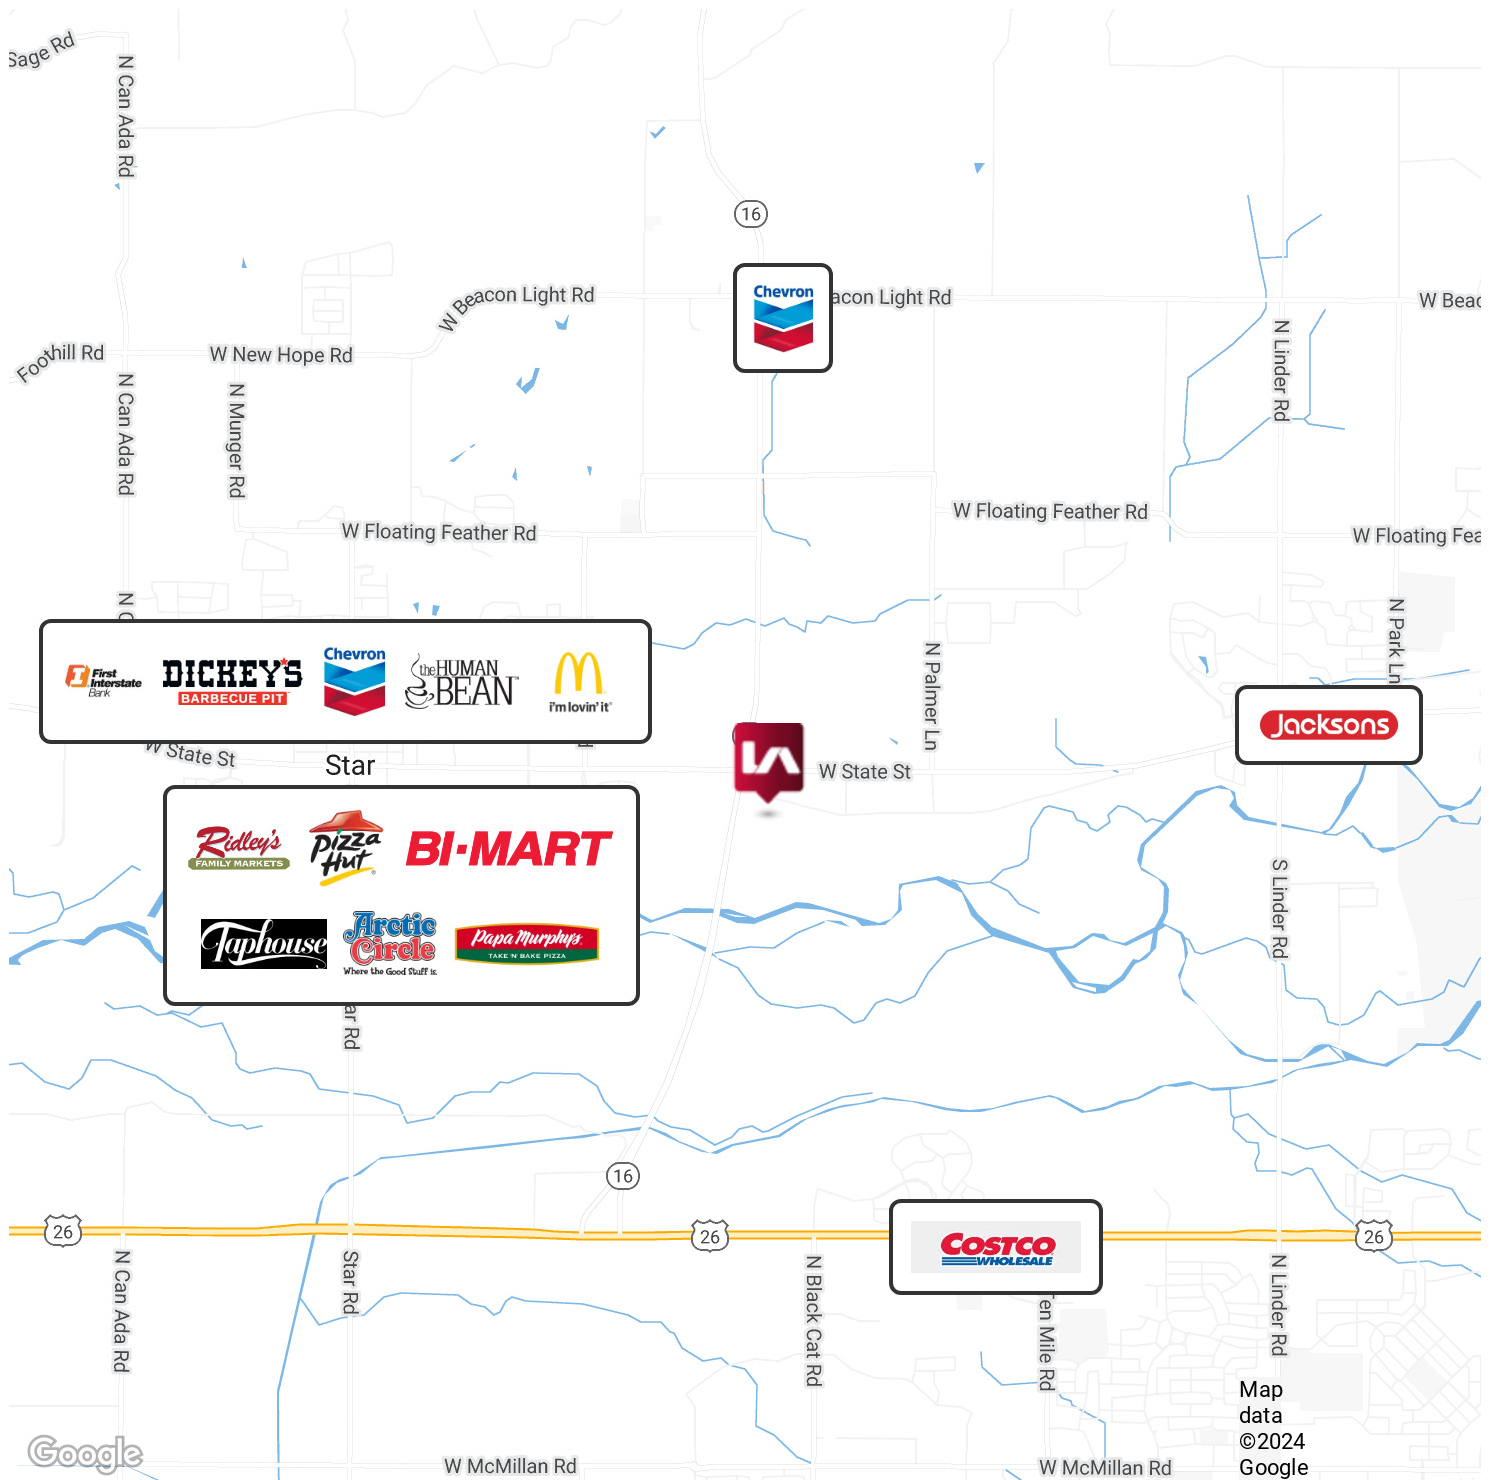 Sage Rd
N Can Ada Rd
16
W Beacon Light Rd
Chevron
acon Light Rd
W Beac
Foothill Rd
W New Hope Rd
N Can Ada Rd
N Munger Rd
N Linder Rd
W Floating Feather Rd
W Floating Feather Rd
W Floating Fea
N C
N Park Ln
N Palmer Ln
First Interstate Bank
DICKEY'S
BARBECUE PIT
Chevron
the HUMAN BEAN
i'm lovin' it
Jacksons
W State St
Star
W State St
Ridley's
FAMILY MARKETS
Pizza Hut
BI-MART
Taphouse
Arctic Circle
Where the Good Stuff is.
Papa Murphy's
TAKE 'N' BAKE PIZZA
S Linder Rd
ar Rd
16
26
26
26
COSTCO
WHOLESALE
N Can Ada Rd
Star Rd
N Black Cat Rd
Ten Mile Rd
N Linder Rd
Map
data
©2024
Google
Google
W McMillan Rd
W McMillan Rd